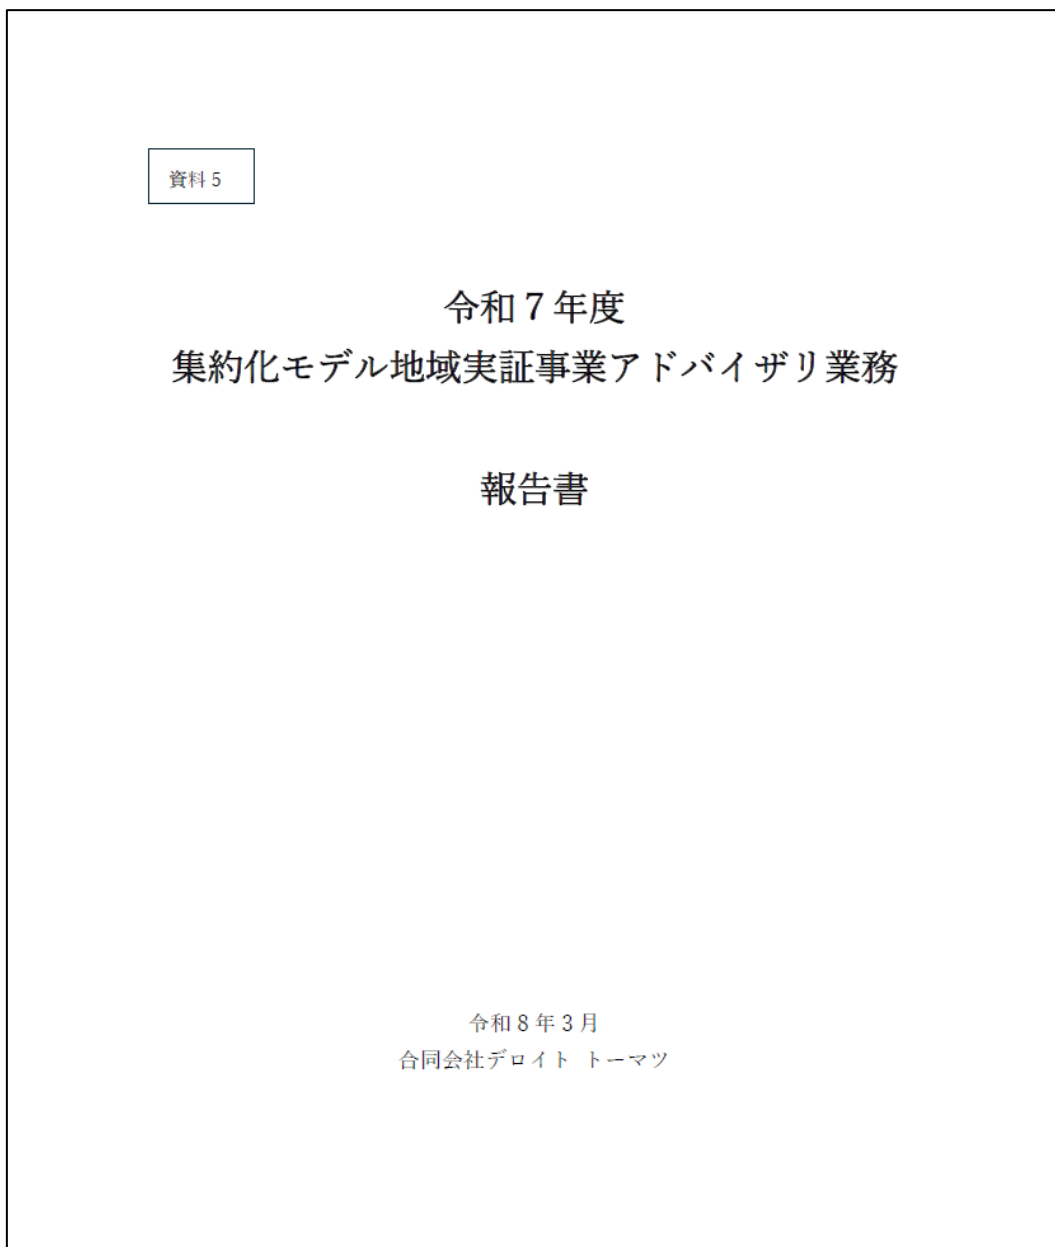 資料 5
令和７年度
集約化モデル地域実証事業アドバイザリ業務
報告書
令和 8 年 3 月
合同会社デロイト トーマツ